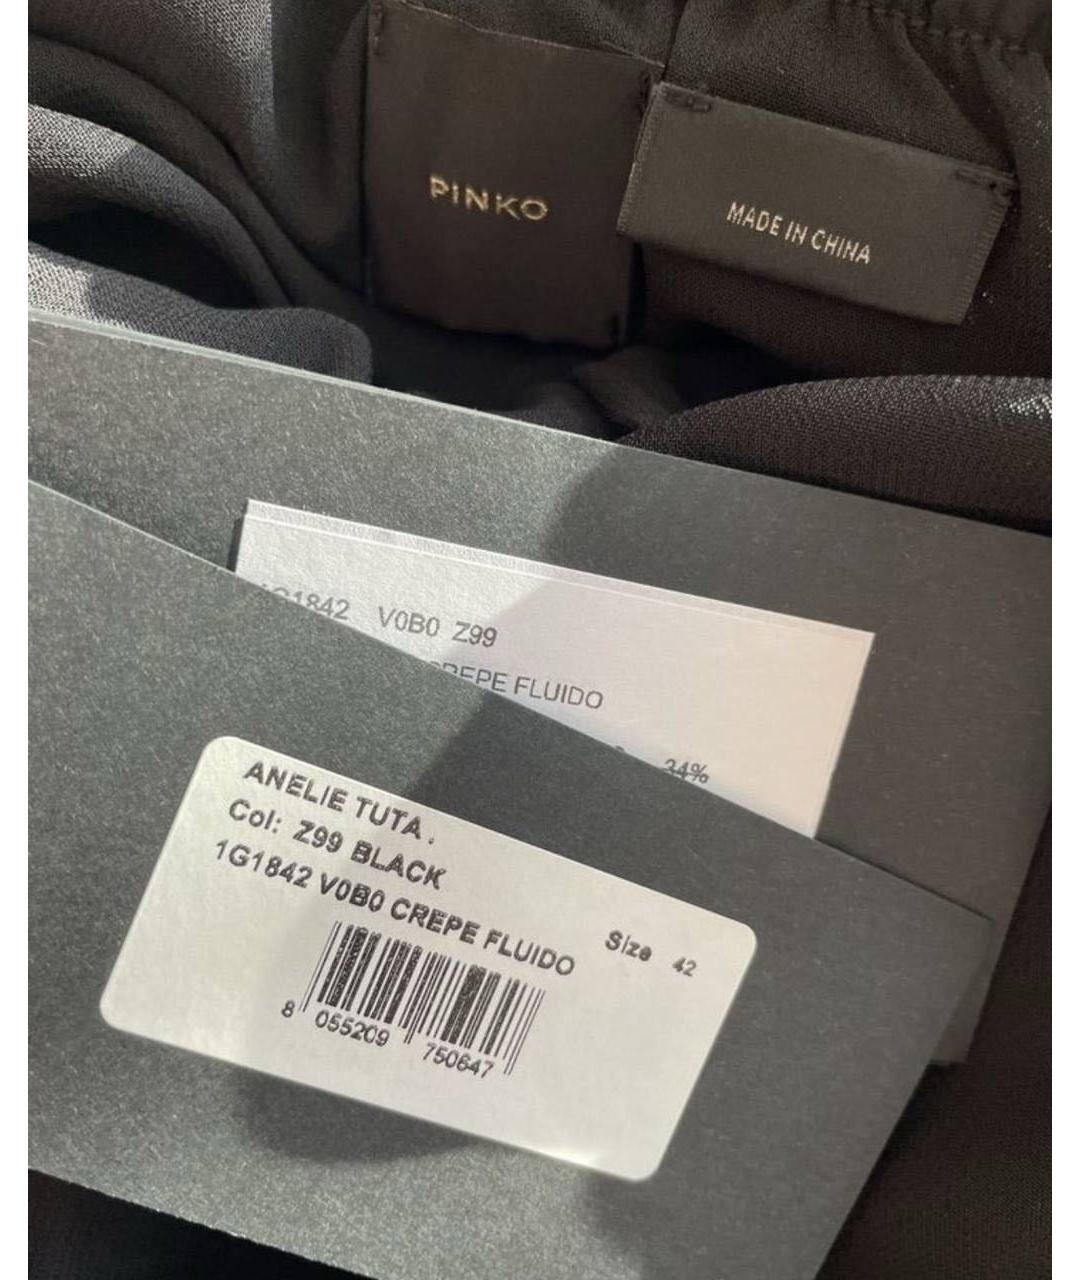 PINKO
MADE IN CHINA
1G1842 V0B0 Z99
CREPE FLUIDO
34%
ANELIE TUTA .
Col: Z99 BLACK
1G1842 V0B0 CREPE FLUIDO
Size 42
8 055209 750647